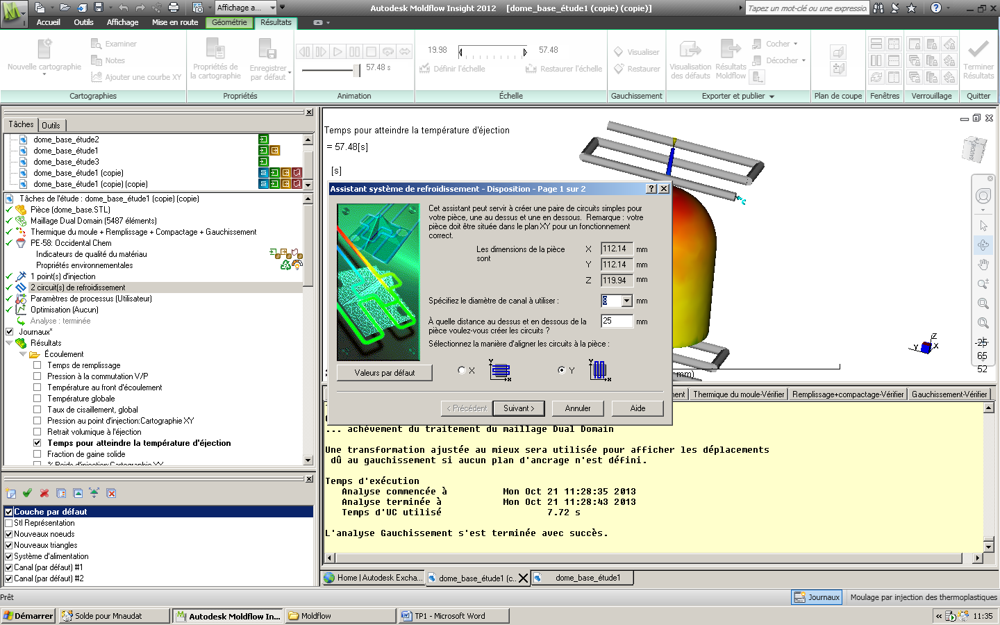 Affichage a...
Autodesk Moldflow Insight 2012 [dome_base_étude1 (copie) (copie)]
Tapez un mot-clé ou une expressio
Accueil Outils Affichage Mise en route Géométrie Résultats
Nouvelle cartographie
Examiner
Notes
Ajouter une courbe XY
Propriétés de la cartographie
Enregistrer par défaut
57.48 s
19.98 57.48
Définir l'échelle Restaurer l'échelle
Visualiser
Restaurer
Visualisation des défauts
Résultats Moldflow
Cocher
Décocher
Terminer Résultats
Cartographies Propriétés Animation Échelle Gauchissement Exporter et publier Plan de coupe Fenêtres Verrouillage Quitter
Tâches Outils
dome_base_étude2
dome_base_étude1
dome_base_étude3
dome_base_étude1 (copie)
dome_base_étude1 (copie) (copie)
Tâches de l'étude : dome_base_étude1 (copie) (copie)
Pièce (dome_base.STL)
Maillage Dual Domain (5487 éléments)
Thermique du moule + Remplissage + Compactage + Gauchissement
PE-58: Occidental Chem
Indicateurs de qualité du matériau
Propriétés environnementales
1 point(s) d'injection
2 circuit(s) de refroidissement
Paramètres de processus (Utilisateur)
Optimisation (Aucun)
Analyse : terminée
Journaux*
Résultats
Écoulement
Temps de remplissage
Pression à la commutation V/P
Température au front d'écoulement
Température globale
Taux de cisaillement, global
Pression au point d'injection:Cartographie XY
Retrait volumique à l'éjection
Temps pour atteindre la température d'éjection
Fraction de gaine solide
% Poids d'injection:Cartographie XY
Couche par défaut
Stl Représentation
Nouveaux noeuds
Nouveaux triangles
Système d'alimentation
Canal (par défaut) #1
Canal (par défaut) #2
Temps pour atteindre la température d'éjection
= 57.48[s]
[s]
Z
Y X
-25
65
52
mm)
Assistant système de refroidissement - Disposition - Page 1 sur 2
Cet assistant peut servir à créer une paire de circuits simples pour
votre pièce, une au dessus et une en dessous. Remarque : votre
pièce doit être située dans le plan XY pour un fonctionnement
correct.
Les dimensions de la pièce sont
X 112.14 mm
Y 112.14 mm
Z 119.94 mm
Spécifiez le diamètre de canal à utiliser : 8 mm
À quelle distance au dessus et en dessous de la
pièce voulez-vous créer les circuits ? 25 mm
Sélectionnez la manière d'aligner les circuits à la pièce :
X Y X Y Y X
Valeurs par défaut
< Précédent Suivant > Annuler Aide
ment Thermique du moule-Vérifier Remplissage+compactage-Vérifier Gauchissement-Vérifier
... achèvement du traitement du maillage Dual Domain
Une transformation ajustée au mieux sera utilisée pour afficher les déplacements
dû au gauchissement si aucun plan d'ancrage n'est défini.
Temps d'exécution
Analyse commencée à Mon Oct 21 11:28:35 2013
Analyse terminée à Mon Oct 21 11:28:43 2013
Temps d'UC utilisé 7.72 s
L'analyse Gauchissement s'est terminée avec succès.
Home | Autodesk Excha... dome_base_étude1 (c... dome_base_étude1
Prêt
Journaux Moulage par injection des thermoplastiques
Démarrer Solde pour Mnaudat Autodesk Moldflow In... Moldflow TP1 - Microsoft Word 11:35